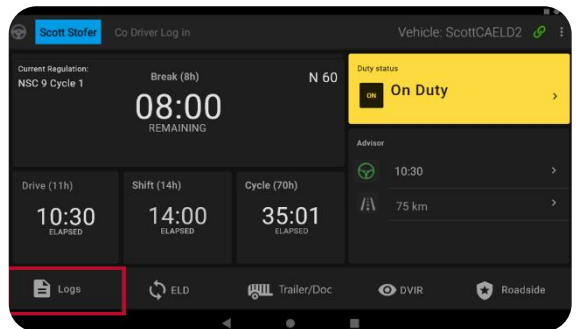 Scott Stofer
Co Driver Log in
Vehicle: ScottCAELD2
Current Regulation:
NSC 9 Cycle 1
Break (8h)
N 60
08:00
REMAINING
Duty status
ON
On Duty
Advisor
10:30
75 km
Drive (11h)
10:30
ELAPSED
Shift (14h)
14:00
ELAPSED
Cycle (70h)
35:01
ELAPSED
Logs
ELD
Trailer/Doc
DVIR
Roadside